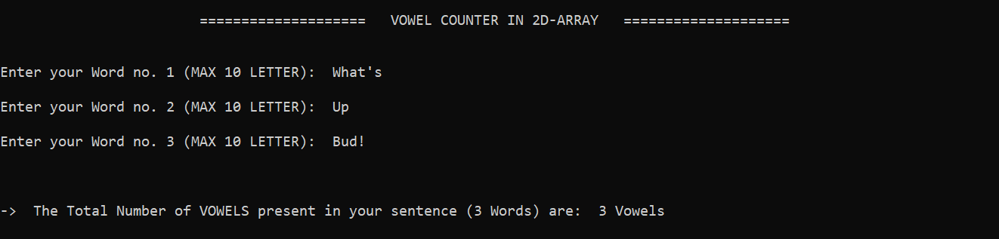 ====================   VOWEL COUNTER IN 2D-ARRAY   ====================
Enter your Word no. 1 (MAX 10 LETTER):  What's
Enter your Word no. 2 (MAX 10 LETTER):  Up
Enter your Word no. 3 (MAX 10 LETTER):  Bud!
->  The Total Number of VOWELS present in your sentence (3 Words) are:  3 Vowels